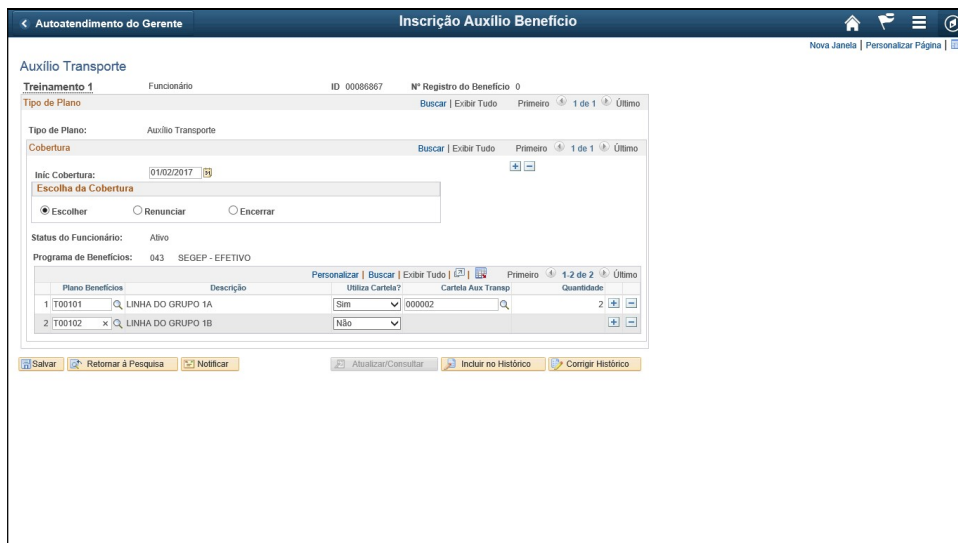 Autoatendimento do Gerente
Inscrição Auxílio Benefício
Nova Janela | Personalizar Página |
Auxílio Transporte
Treinamento 1 Funcionário ID 00086867 Nº Registro do Benefício 0
Tipo de Plano Buscar | Exibir Tudo Primeiro 1 de 1 Último
Tipo de Plano: Auxílio Transporte
Cobertura Buscar | Exibir Tudo Primeiro 1 de 1 Último
Iníc Cobertura: 01/02/2017
Escolha da Cobertura
Escolher Renunciar Encerrar
Status do Funcionário: Ativo
Programa de Benefícios: 043 SEGEP - EFETIVO
Personalizar | Buscar | Exibir Tudo | | Primeiro 1-2 de 2 Último
Plano Benefícios Descrição Utiliza Cartela? Cartela Aux Transp Quantidade
1 T00101 LINHA DO GRUPO 1A Sim 000002 2
2 T00102 x LINHA DO GRUPO 1B Não
Salvar Retornar à Pesquisa Notificar Atualizar/Consultar Incluir no Histórico Corrigir Histórico